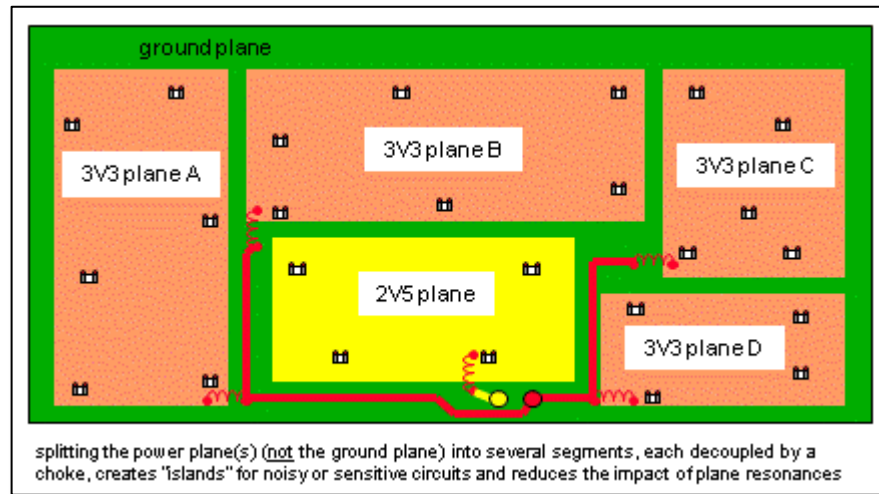 ground plane
3V3 plane A
3V3 plane B
3V3 plane C
2V5 plane
3V3 plane D
splitting the power plane(s) (not the ground plane) into several segments, each decoupled by a
choke, creates "islands" for noisy or sensitive circuits and reduces the impact of plane resonances